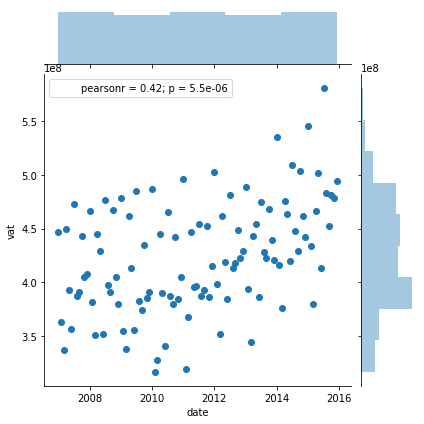 1e8
1e8
pearsonr = 0.42; p = 5.5e-06
5.5
5.0
4.5
4.0
3.5
vat
2008 2010 2012 2014 2016
date